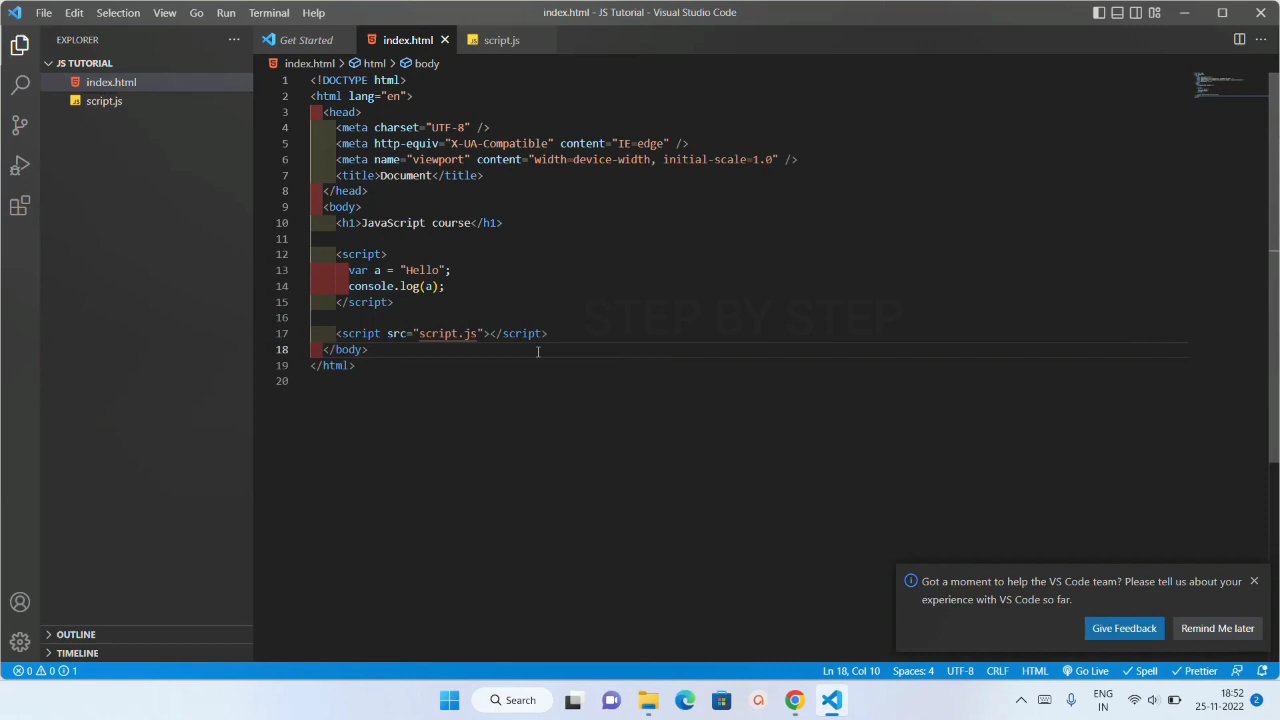 File Edit Selection View Go Run Terminal Help
index.html - JS Tutorial - Visual Studio Code
EXPLORER
JS TUTORIAL
index.html
script.js
OUTLINE
TIMELINE
Get Started index.html script.js
index.html > html > body
1 <!DOCTYPE html>
2 <html lang="en">
3 <head>
4 <meta charset="UTF-8" />
5 <meta http-equiv="X-UA-Compatible" content="IE=edge" />
6 <meta name="viewport" content="width=device-width, initial-scale=1.0" />
7 <title>Document</title>
8 </head>
9 <body>
10 <h1>JavaScript course</h1>
11
12 <script>
13 var a = "Hello";
14 console.log(a);
15 </script>
16
17 <script src="script.js"></script>
18 </body>
19 </html>
20
STEP BY STEP
Got a moment to help the VS Code team? Please tell us about your
experience with VS Code so far.
Give Feedback Remind Me later
0 0 1 Ln 18, Col 10 Spaces: 4 UTF-8 CRLF HTML Go Live Spell Prettier
Search
ENG
IN
18:52
25-11-2022
2